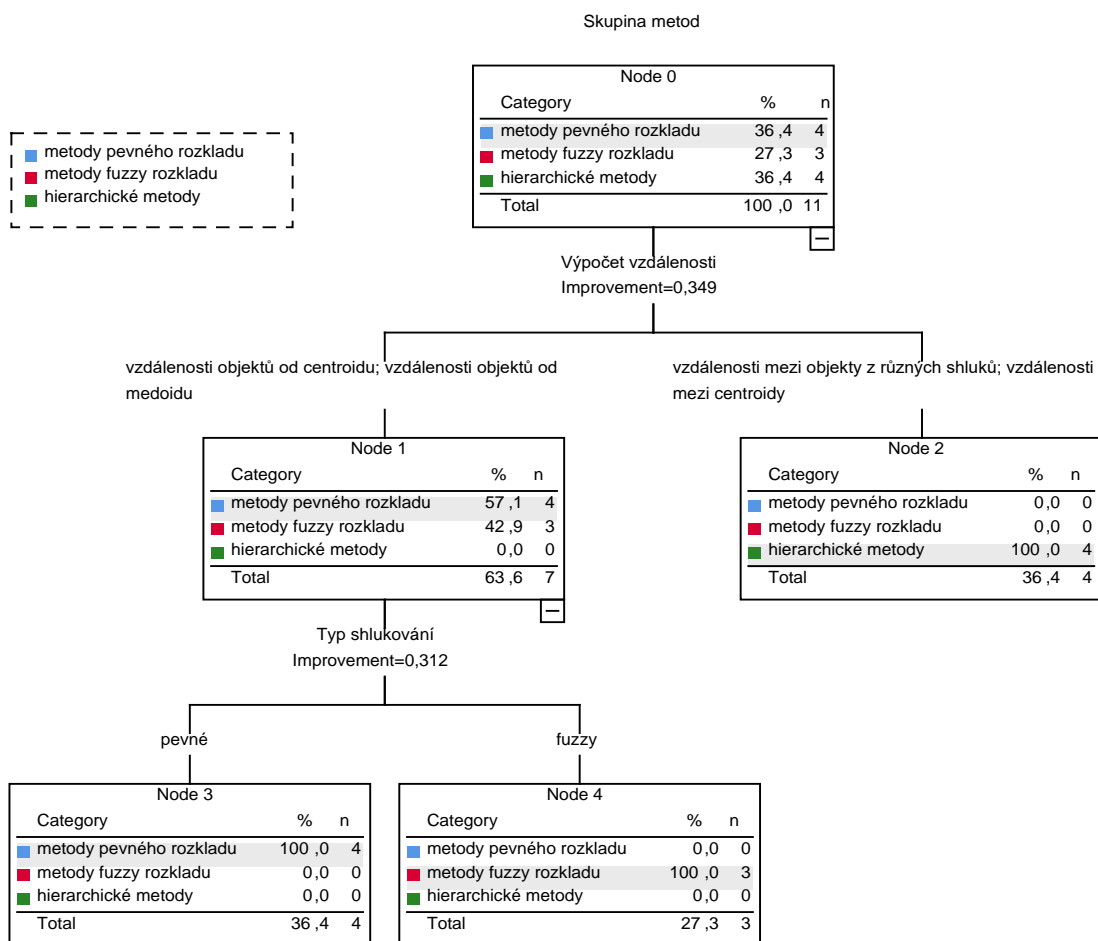 Skupina metod
Node 0
Category % n
metody pevného rozkladu 36 ,4 4
metody fuzzy rozkladu 27 ,3 3
hierarchické metody 36 ,4 4
Total 100 ,0 11
metody pevného rozkladu
metody fuzzy rozkladu
hierarchické metody
Výpočet vzdálenosti
Improvement=0,349
vzdálenosti objektů od centroidu; vzdálenosti objektů od
medoidu
vzdálenosti mezi objekty z různých shluků; vzdálenosti
mezi centroidy
Node 1
Category % n
metody pevného rozkladu 57 ,1 4
metody fuzzy rozkladu 42 ,9 3
hierarchické metody 0,0 0
Total 63 ,6 7
Node 2
Category % n
metody pevného rozkladu 0,0 0
metody fuzzy rozkladu 0,0 0
hierarchické metody 100 ,0 4
Total 36 ,4 4
Typ shlukování
Improvement=0,312
pevné
fuzzy
Node 3
Category % n
metody pevného rozkladu 100 ,0 4
metody fuzzy rozkladu 0,0 0
hierarchické metody 0,0 0
Total 36 ,4 4
Node 4
Category % n
metody pevného rozkladu 0,0 0
metody fuzzy rozkladu 100 ,0 3
hierarchické metody 0,0 0
Total 27 ,3 3